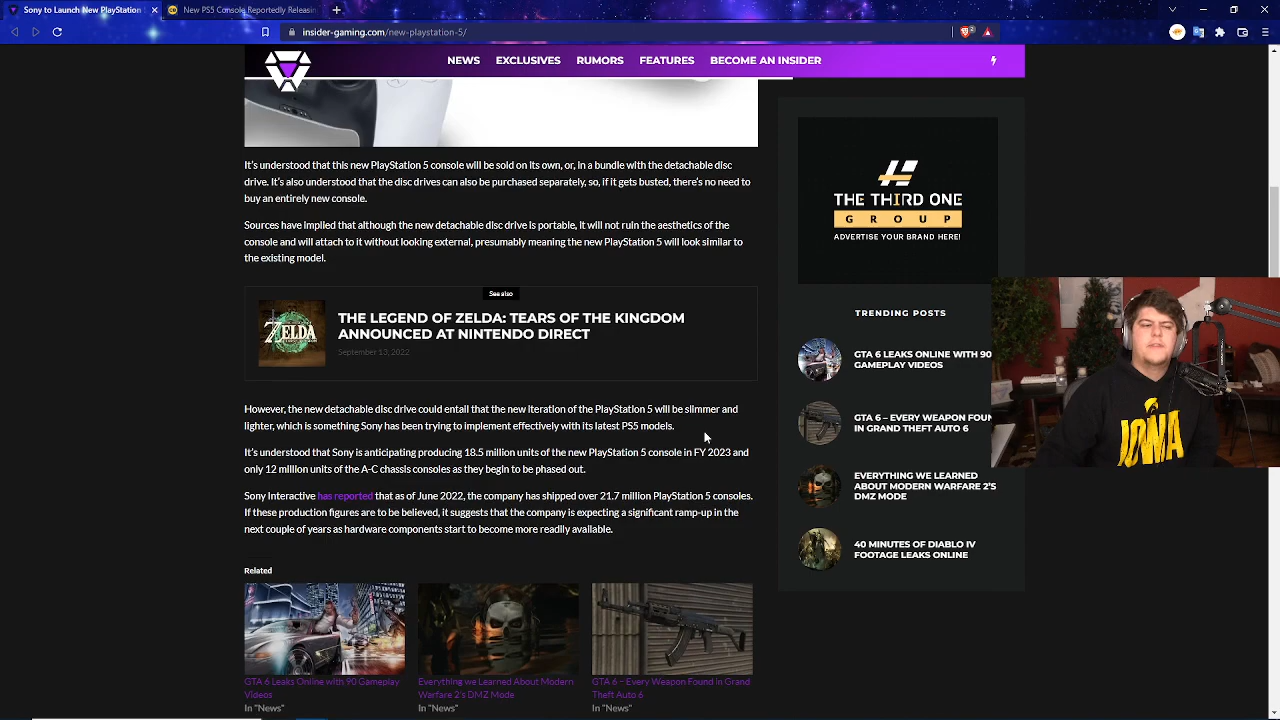 Sony to Launch New PlayStation 5
New PS5 Console Reportedly Releasin
insider-gaming.com/new-playstation-5/
2
NEWS EXCLUSIVES RUMORS FEATURES BECOME AN INSIDER
It's understood that this new PlayStation 5 console will be sold on its own, or, in a bundle with the detachable disc
drive. It's also understood that the disc drives can also be purchased separately, so, if it gets busted, there's no need to
buy an entirely new console.
Sources have implied that although the new detachable disc drive is portable, it will not ruin the aesthetics of the
console and will attach to it without looking external, presumably meaning the new PlayStation 5 will look similar to
the existing model.
See also
ZELDA
THE LEGEND OF ZELDA: TEARS OF THE KINGDOM
ANNOUNCED AT NINTENDO DIRECT
September 13, 2022
However, the new detachable disc drive could entail that the new iteration of the PlayStation 5 will be slimmer and
lighter, which is something Sony has been trying to implement effectively with its latest PS5 models.
It's understood that Sony is anticipating producing 18.5 million units of the new PlayStation 5 console in FY 2023 and
only 12 million units of the A-C chassis consoles as they begin to be phased out.
Sony Interactive has reported that as of June 2022, the company has shipped over 21.7 million PlayStation 5 consoles.
If these production figures are to be believed, it suggests that the company is expecting a significant ramp-up in the
next couple of years as hardware components start to become more readily available.
Related
GTA 6 Leaks Online with 90 Gameplay
Videos
In "News"
Everything we Learned About Modern
Warfare 2's DMZ Mode
In "News"
GTA 6 – Every Weapon Found in Grand
Theft Auto 6
In "News"
THE THIRD ONE
GROUP
ADVERTISE YOUR BRAND HERE!
TRENDING POSTS
GTA 6 LEAKS ONLINE WITH 90
GAMEPLAY VIDEOS
GTA 6 – EVERY WEAPON FOUN
IN GRAND THEFT AUTO 6
EVERYTHING WE LEARNED
ABOUT MODERN WARFARE 2'S
DMZ MODE
40 MINUTES OF DIABLO IV
FOOTAGE LEAKS ONLINE
IOWA